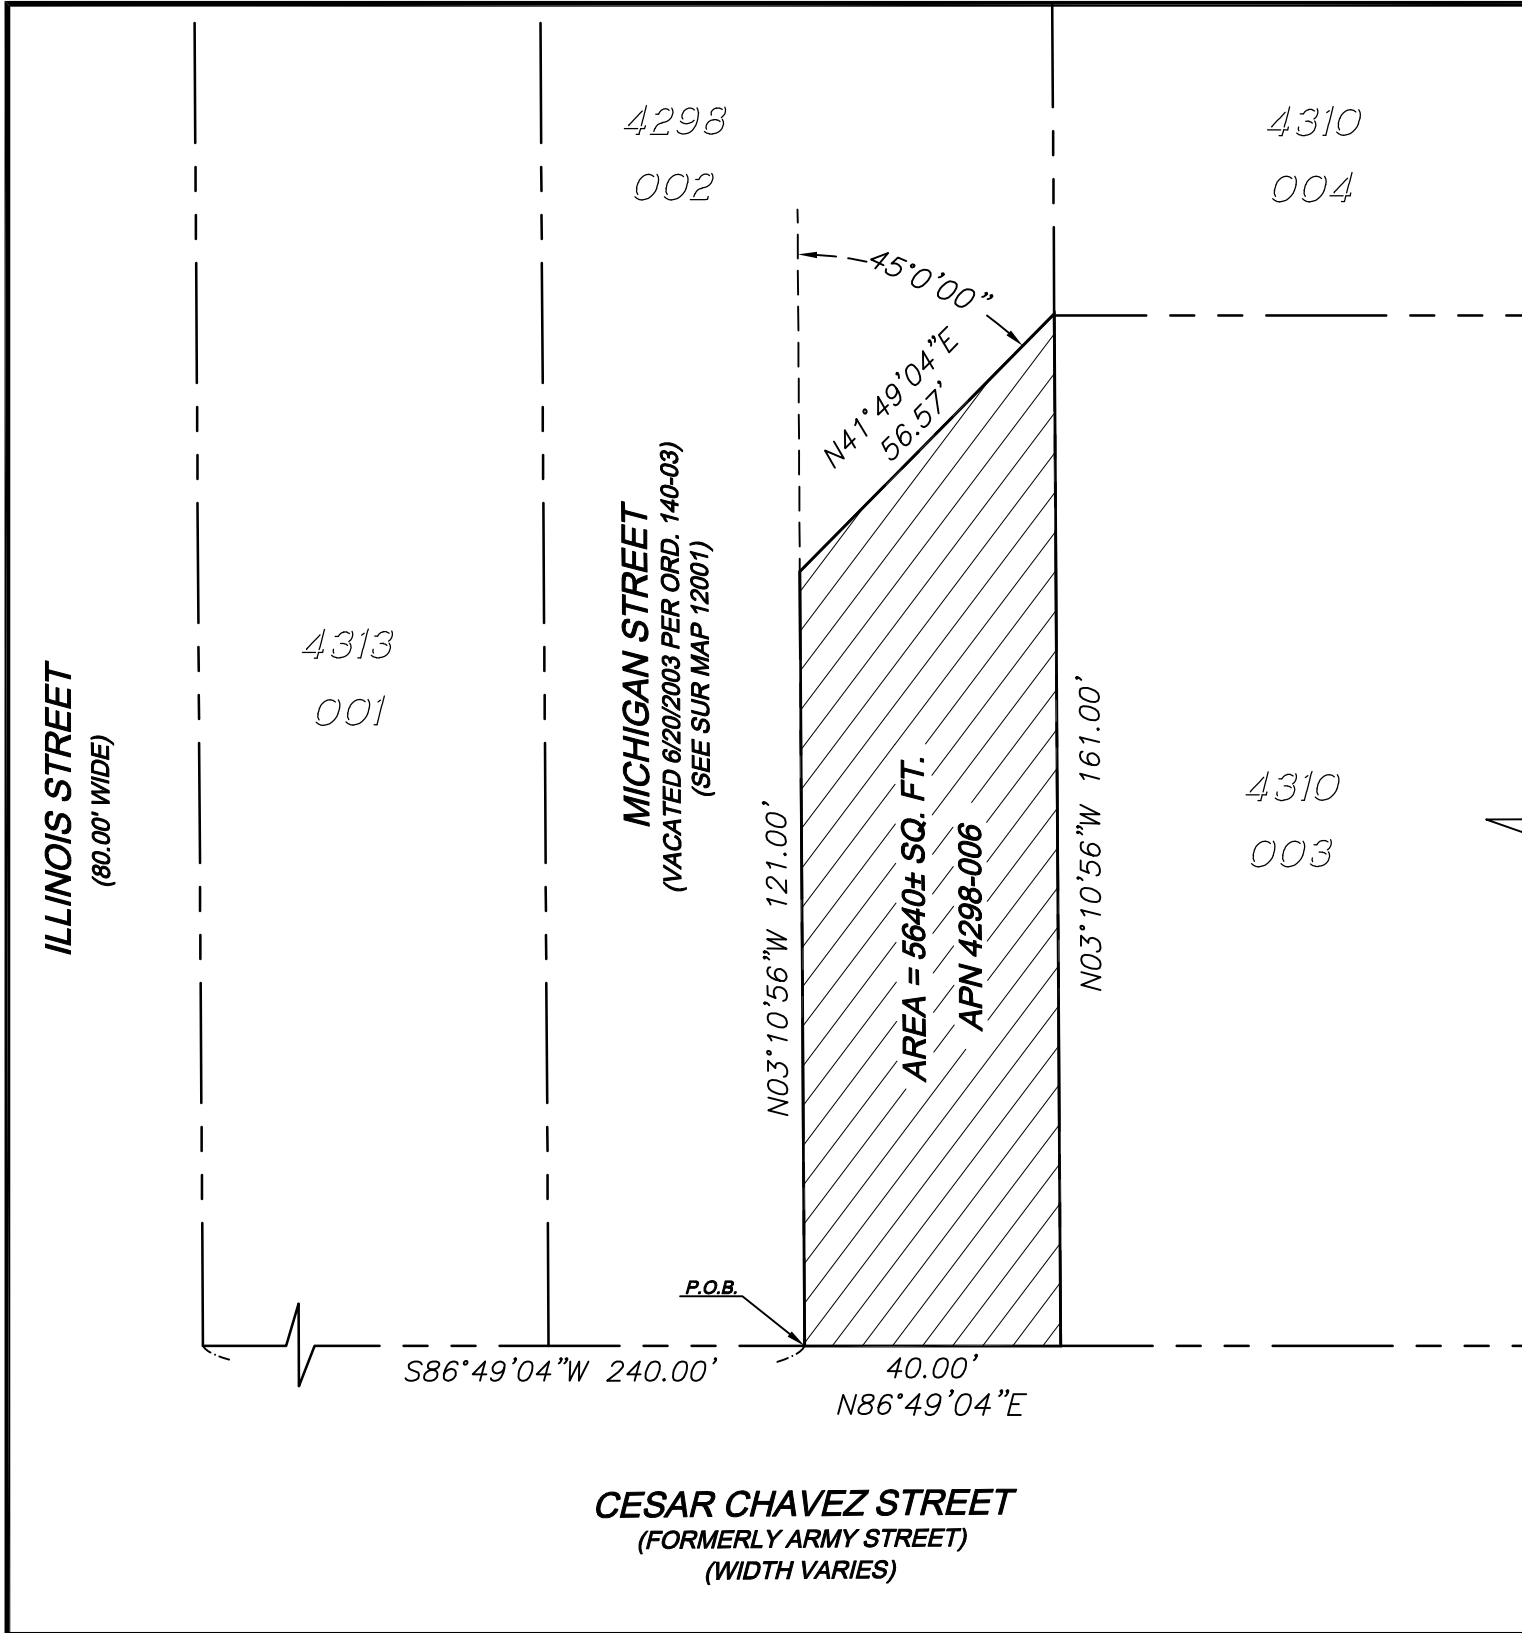 4298
002
4310
004
45°0'00"
N41°49'04"E
56.57'
MICHIGAN STREET
(VACATED 6/20/2003 PER ORD. 140-03)
(SEE SUR MAP 12001)
4313
001
ILLINOIS STREET
(80.00' WIDE)
N03°10'56"W 121.00'
AREA = 5640± SQ. FT.
APN 4298-006
N03°10'56"W 161.00'
4310
003
P.O.B.
S86°49'04"W 240.00'
40.00'
N86°49'04"E
CESAR CHAVEZ STREET
(FORMERLY ARMY STREET)
(WIDTH VARIES)